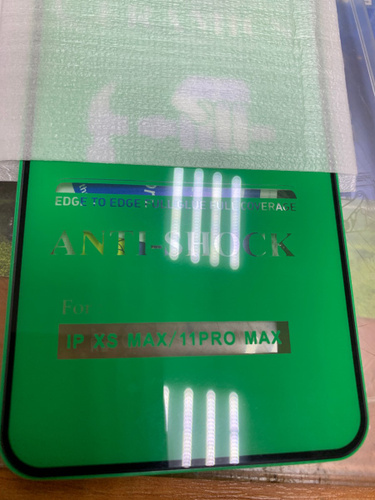 EDGE TO EDGE FULL GLUE FULL COVERAGE
ANTI-SHOCK
For
IP XS MAX/11PRO MAX